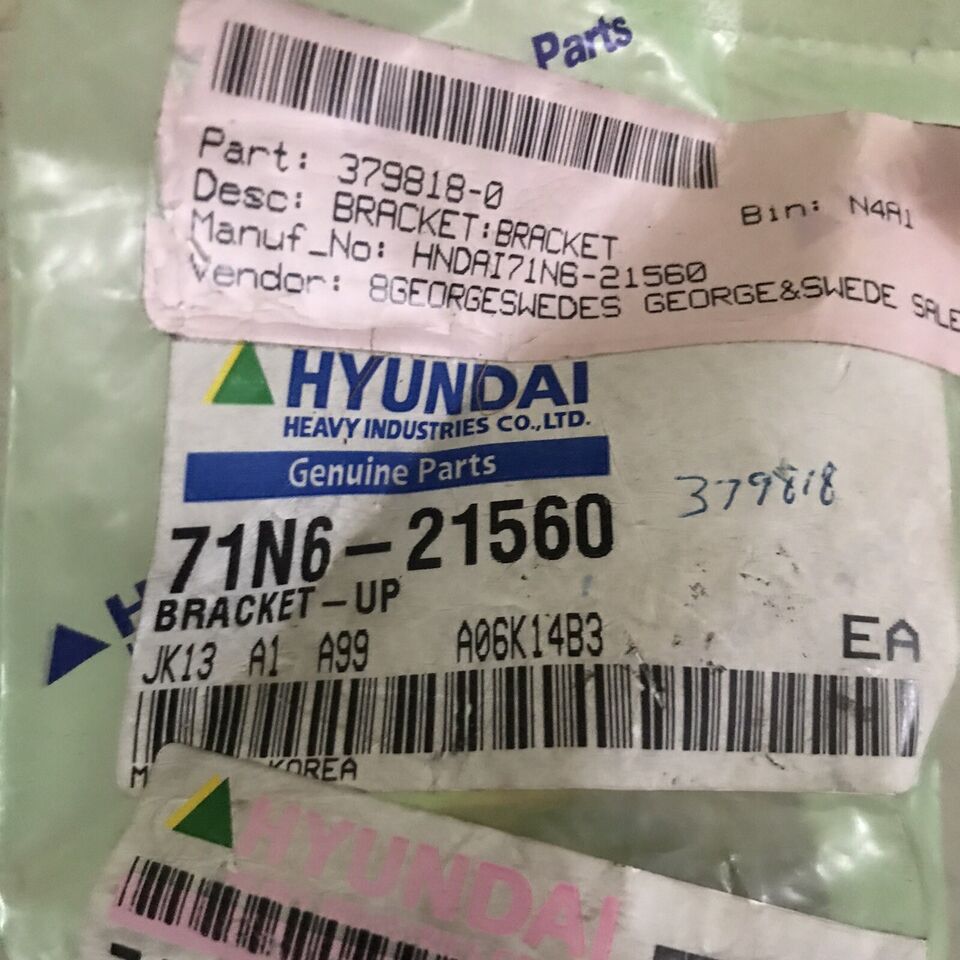 Parts
Part: 379818-0
Bin: N4A1
Desc: BRACKET:BRACKET
Manuf_No: HNDAI71N6-21560
Vendor: 8GEORGESWEDES GEORGE&SWEDE SALE
HYUNDAI
HEAVY INDUSTRIES CO.,LTD.
Genuine Parts
379818
71N6-21560
BRACKET-UP
JK13 A1 A99 A06K14B3
EA
KOREA
HYUNDAI